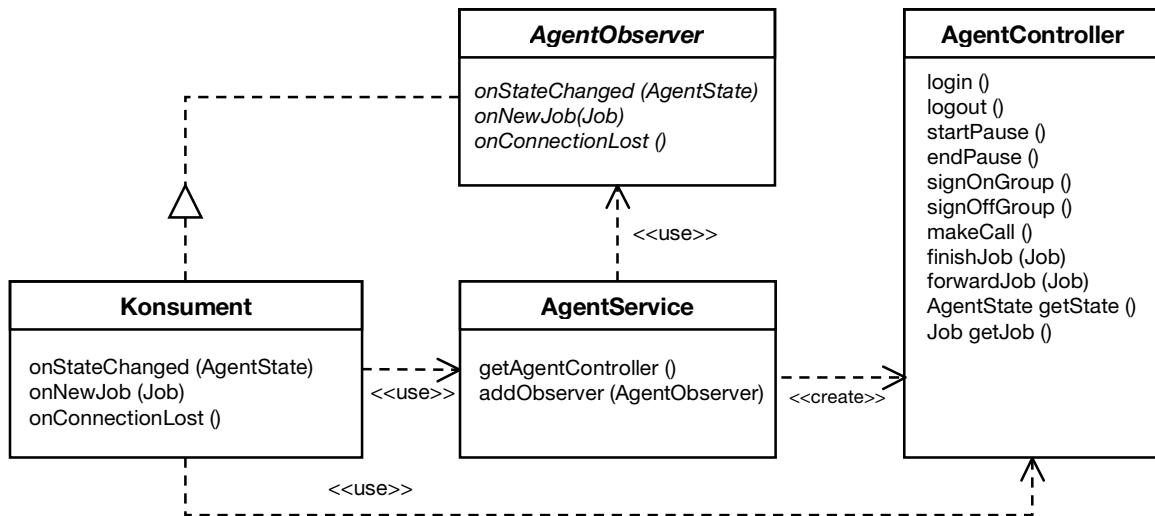 AgentObserver
onStateChanged (AgentState)
onNewJob(Job)
onConnectionLost ()
AgentController
login ()
logout ()
startPause ()
endPause ()
signOnGroup ()
signOffGroup ()
makeCall ()
finishJob (Job)
forwardJob (Job)
AgentState getState ()
Job getJob ()
<<use>>
Konsument
onStateChanged (AgentState)
onNewJob (Job)
onConnectionLost ()
<<use>>
AgentService
getAgentController ()
addObserver (AgentObserver)
<<create>>
<<use>>